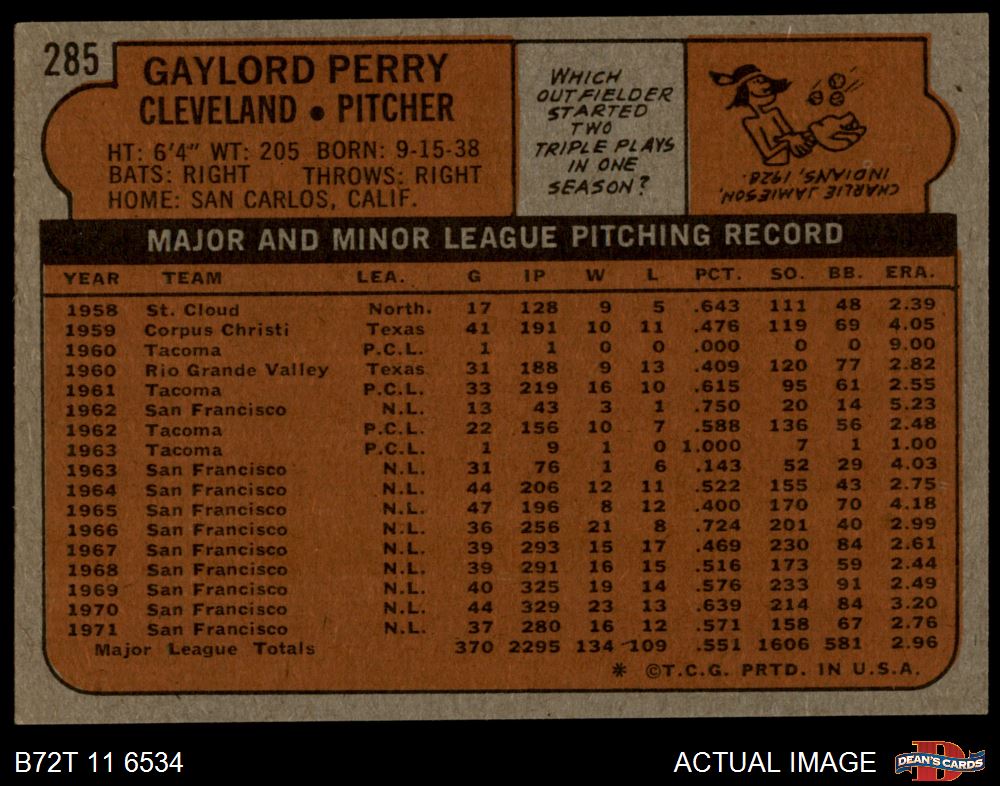 285
GAYLORD PERRY
CLEVELAND • PITCHER
HT: 6'4" WT: 205 BORN: 9-15-38
BATS: RIGHT THROWS: RIGHT
HOME: SAN CARLOS, CALIF.
WHICH
OUTFIELDER
STARTED
TWO
TRIPLE PLAYS
IN ONE
SEASON?
CHARLIE JAMIESON,
INDIANS, 1928.
MAJOR AND MINOR LEAGUE PITCHING RECORD
YEAR TEAM LEA. G IP W L PCT. SO. BB. ERA.
1958 St. Cloud North. 17 128 9 5 .643 111 48 2.39
1959 Corpus Christi Texas 41 191 10 11 .476 119 69 4.05
1960 Tacoma P.C.L. 1 1 0 0 .000 0 0 9.00
1960 Rio Grande Valley Texas 31 188 9 13 .409 120 77 2.82
1961 Tacoma P.C.L. 33 219 16 10 .615 95 61 2.55
1962 San Francisco N.L. 13 43 3 1 .750 20 14 5.23
1962 Tacoma P.C.L. 22 156 10 7 .588 136 56 2.48
1963 Tacoma P.C.L. 1 9 1 0 1.000 7 1 1.00
1963 San Francisco N.L. 31 76 1 6 .143 52 29 4.03
1964 San Francisco N.L. 44 206 12 11 .522 155 43 2.75
1965 San Francisco N.L. 47 196 8 12 .400 170 70 4.18
1966 San Francisco N.L. 36 256 21 8 .724 201 40 2.99
1967 San Francisco N.L. 39 293 15 17 .469 230 84 2.61
1968 San Francisco N.L. 39 291 16 15 .516 173 59 2.44
1969 San Francisco N.L. 40 325 19 14 .576 233 91 2.49
1970 San Francisco N.L. 44 329 23 13 .639 214 84 3.20
1971 San Francisco N.L. 37 280 16 12 .571 158 67 2.76
Major League Totals 370 2295 134 109 .551 1606 581 2.96
* ©T.C.G. PRTD. IN U.S.A.
B72T 11 6534
ACTUAL IMAGE
D
DEAN'S CARDS